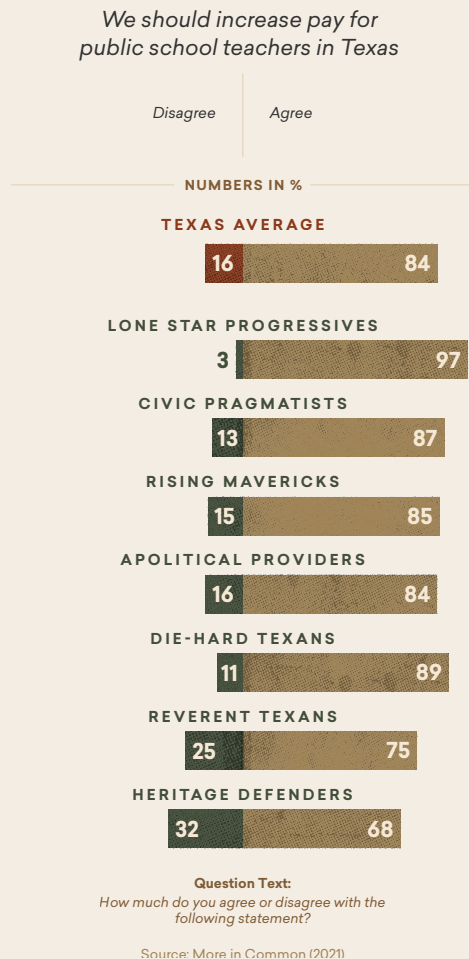 We should increase pay for
public school teachers in Texas
Disagree Agree
NUMBERS IN %
TEXAS AVERAGE
16 84
LONE STAR PROGRESSIVES
3 97
CIVIC PRAGMATISTS
13 87
RISING MAVERICKS
15 85
APOLITICAL PROVIDERS
16 84
DIE-HARD TEXANS
11 89
REVERENT TEXANS
25 75
HERITAGE DEFENDERS
32 68
Question Text:
How much do you agree or disagree with the
following statement?
Source: More in Common (2021)